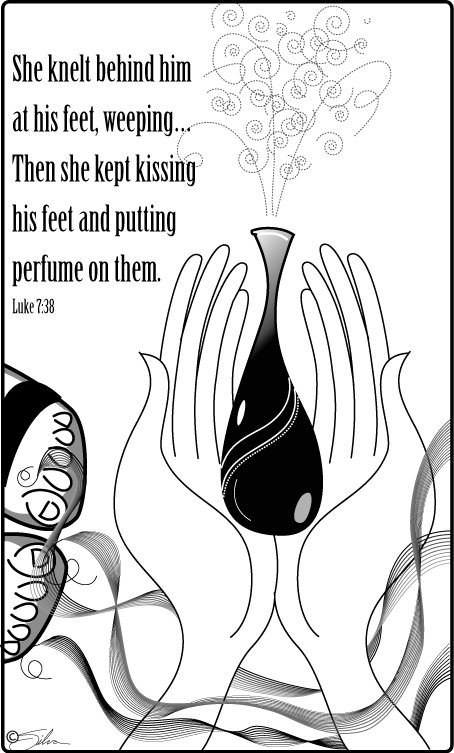 She knelt behind him
at his feet, weeping...
Then she kept kissing
his feet and putting
perfume on them.
Luke 7:38
© Silva